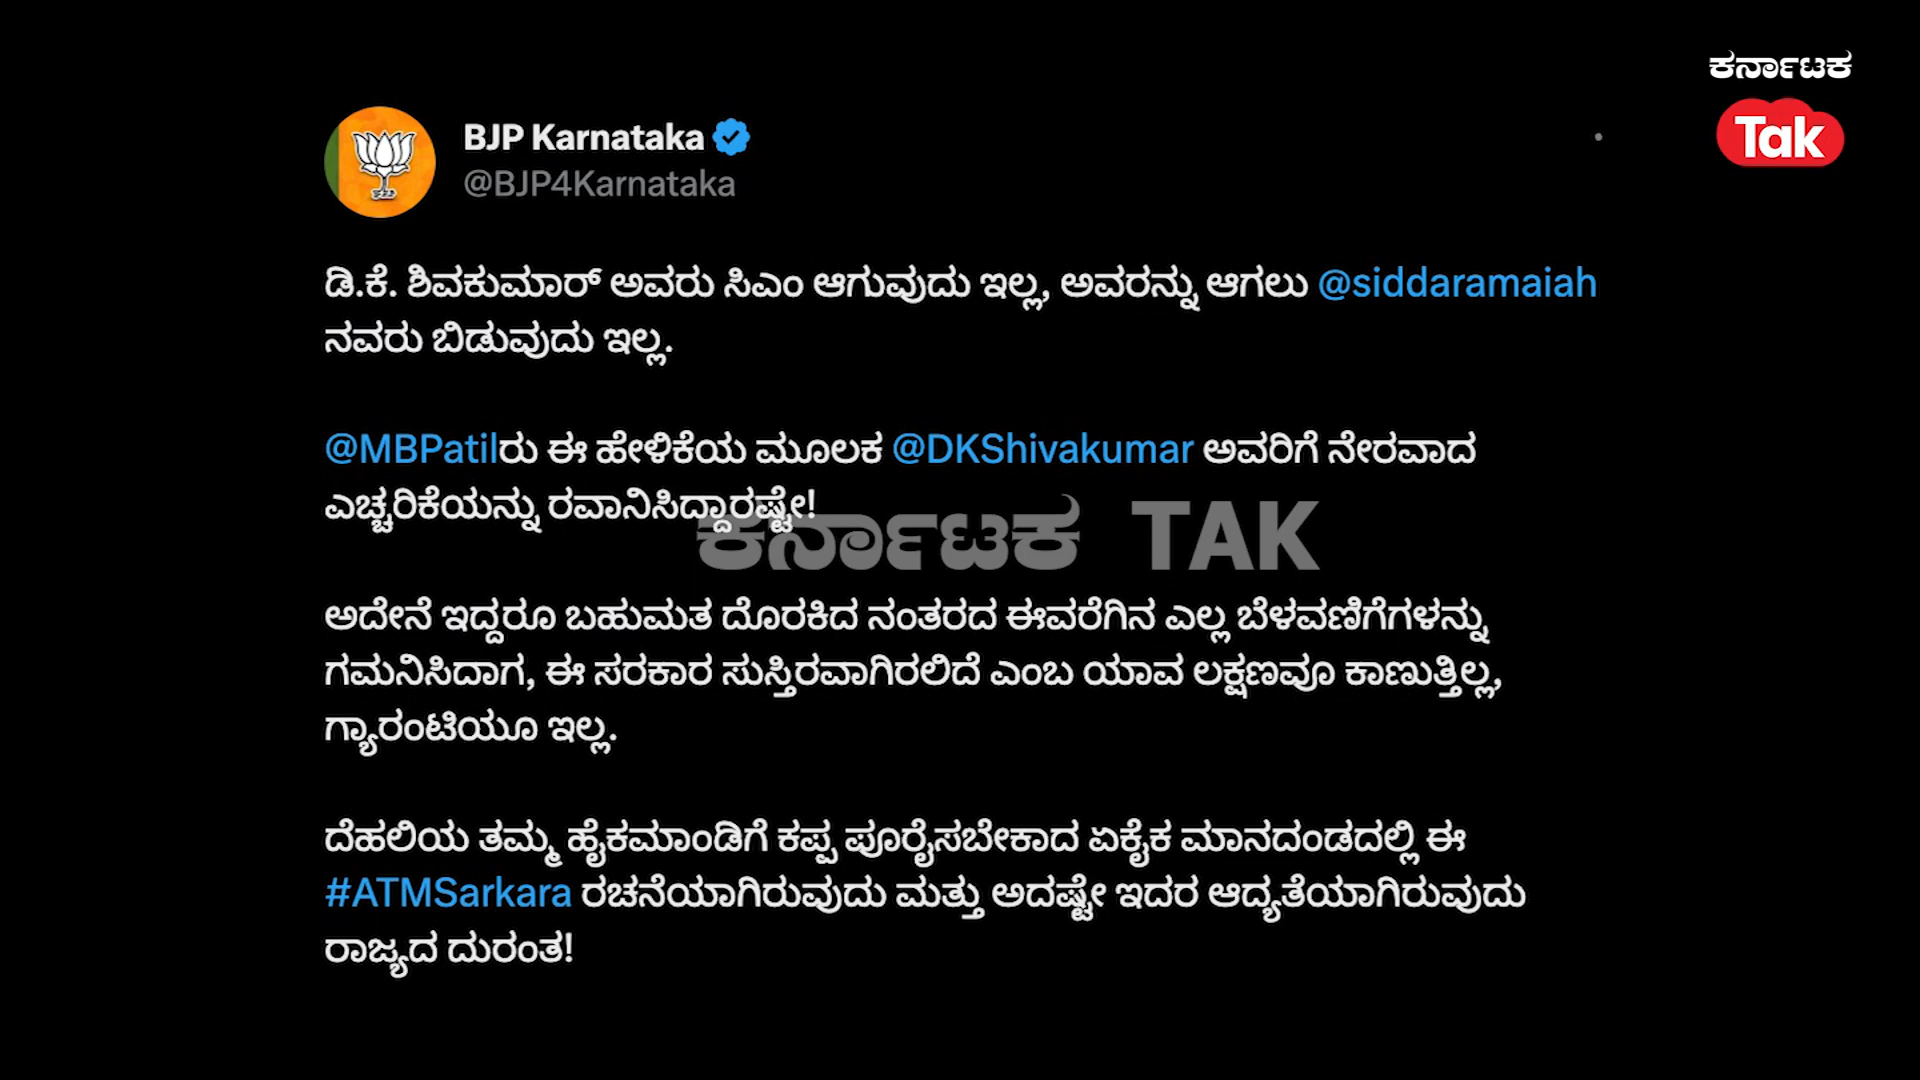 ಕರ್ನಾಟಕ
Tak
BJP Karnataka
@BJP4Karnataka
ಡಿ.ಕೆ. ಶಿವಕುಮಾರ್ ಅವರು ಸಿಎಂ ಆಗುವುದು ಇಲ್ಲ, ಅವರನ್ನು ಆಗಲು @siddaramaiah
ನವರು ಬಿಡುವುದು ಇಲ್ಲ.
@MBPatilರು ಈ ಹೇಳಿಕೆಯ ಮೂಲಕ @DKShivakumar ಅವರಿಗೆ ನೇರವಾದ
ಎಚ್ಚರಿಕೆಯನ್ನು ರವಾನಿಸಿದ್ದಾರಷ್ಟೇ!
ಕರ್ನಾಟಕ TAK
ಅದೇನೆ ಇದ್ದರೂ ಬಹುಮತ ದೊರಕಿದ ನಂತರದ ಈವರೆಗಿನ ಎಲ್ಲ ಬೆಳವಣಿಗೆಗಳನ್ನು
ಗಮನಿಸಿದಾಗ, ಈ ಸರಕಾರ ಸುಸ್ತಿರವಾಗಿರಲಿದೆ ಎಂಬ ಯಾವ ಲಕ್ಷಣವೂ ಕಾಣುತ್ತಿಲ್ಲ,
ಗ್ಯಾರಂಟಿಯೂ ಇಲ್ಲ.
ದೆಹಲಿಯ ತಮ್ಮ ಹೈಕಮಾಂಡಿಗೆ ಕಪ್ಪ ಪೂರೈಸಬೇಕಾದ ಏಕೈಕ ಮಾನದಂಡದಲ್ಲಿ ಈ
#ATMSarkara ರಚನೆಯಾಗಿರುವುದು ಮತ್ತು ಅದಷ್ಟೇ ಇದರ ಆದ್ಯತೆಯಾಗಿರುವುದು
ರಾಜ್ಯದ ದುರಂತ!